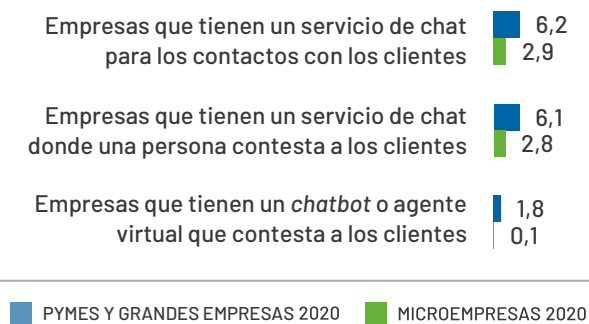 Empresas que tienen un servicio de chat
para los contactos con los clientes
6,2
2,9
Empresas que tienen un servicio de chat
donde una persona contesta a los clientes
6,1
2,8
Empresas que tienen un chatbot o agente
virtual que contesta a los clientes
1,8
0,1
PYMES Y GRANDES EMPRESAS 2020
MICROEMPRESAS 2020